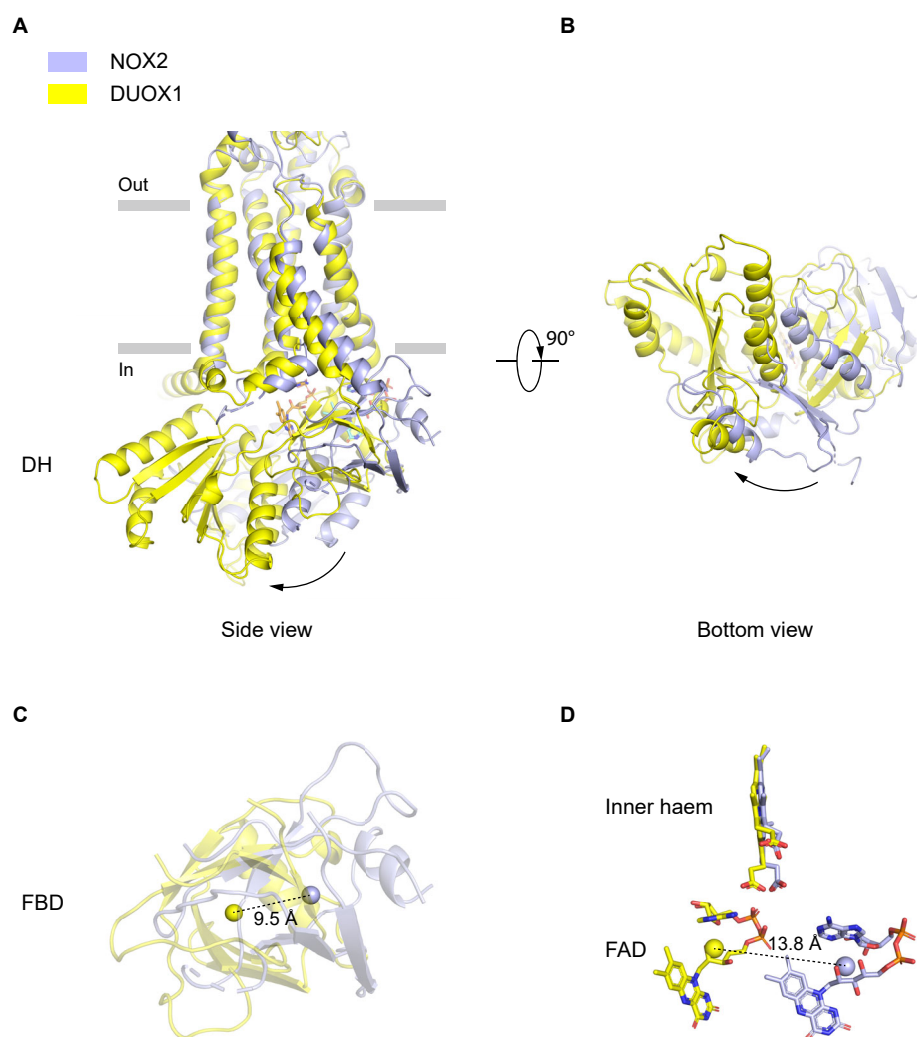 A
B
NOX2
DUOX1
Out
In
90°
DH
Side view
Bottom view
C
D
Inner haem
FBD
9.5 Å
FAD
13.8 Å